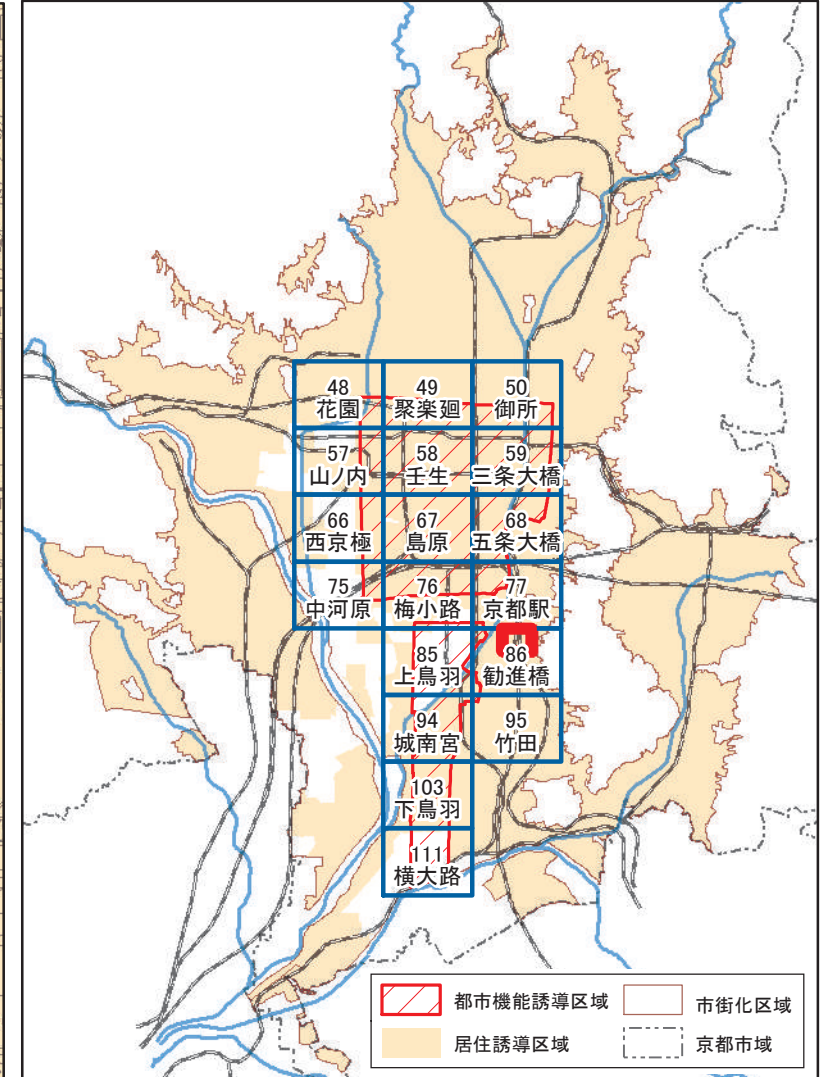 48
花園
49
聚楽廻
50
御所
57
山ノ内
58
壬生
59
三条大橋
66
西京極
67
島原
68
五条大橋
75
中河原
76
梅小路
77
京都駅
85
上鳥羽
86
勧進橋
94
城南宮
95
竹田
103
下鳥羽
111
横大路
都市機能誘導区域
市街化区域
居住誘導区域
京都市域